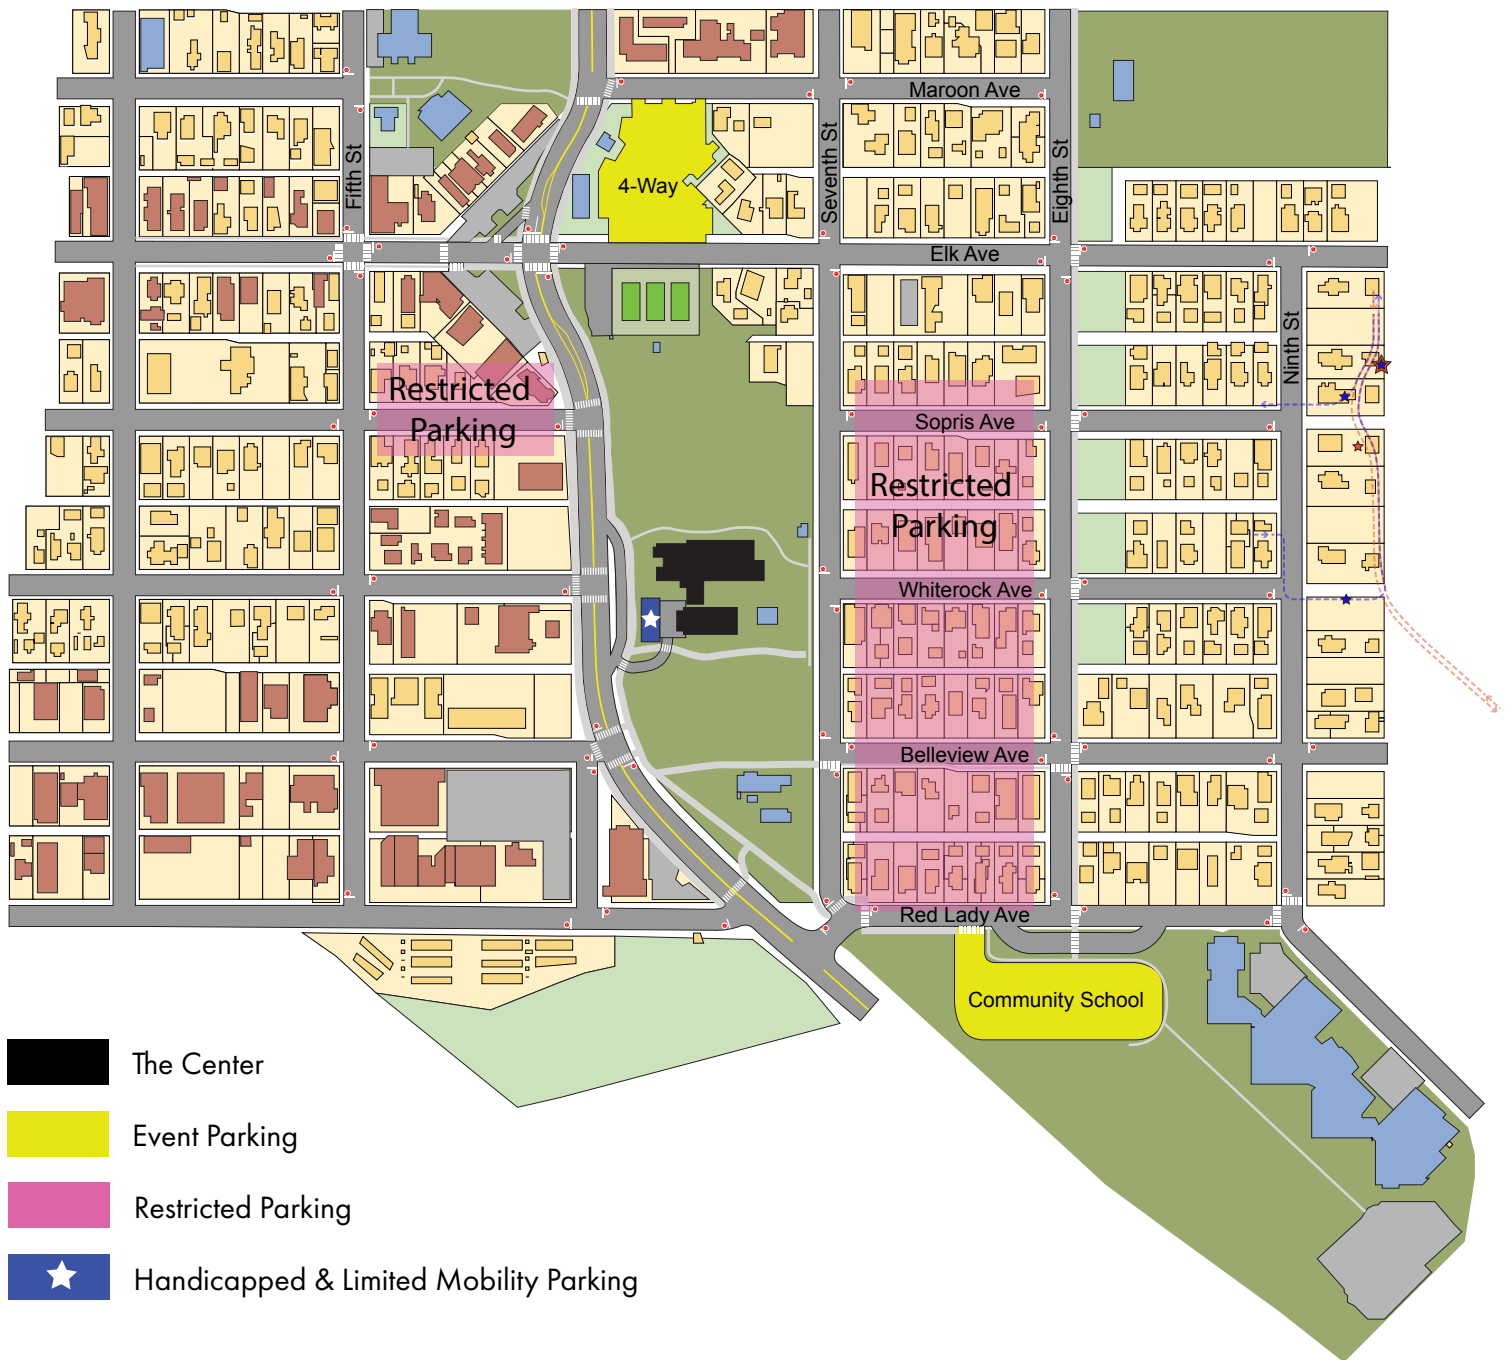 Maroon Ave
Fifth St
Seventh St
Eighth St
4-Way
Elk Ave
Ninth St
Restricted
Parking
Sopris Ave
Restricted
Parking
Whiterock Ave
Belleview Ave
Red Lady Ave
Community School
The Center
Event Parking
Restricted Parking
Handicapped & Limited Mobility Parking